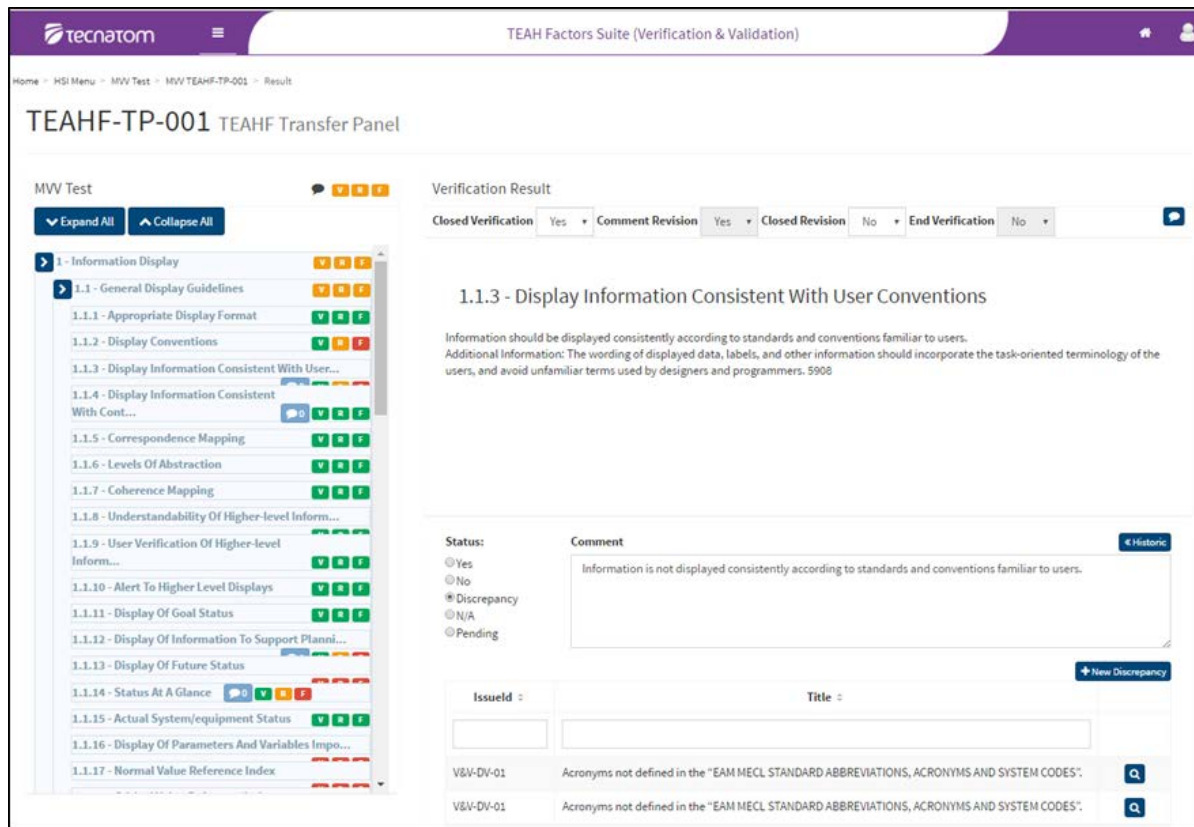 tecnatom
TEAH Factors Suite (Verification & Validation)
Home > HSI Menu > MVV Test > MVV TEAHF-TP-001 > Result
TEAHF-TP-001 TEAHF Transfer Panel
MVV Test
V R F
Expand All
Collapse All
1 - Information Display
V R F
1.1 - General Display Guidelines
V R F
1.1.1 - Appropriate Display Format
V R F
1.1.2 - Display Conventions
V R F
1.1.3 - Display Information Consistent With User...
1.1.4 - Display Information Consistent
With Cont...
0 V R F
1.1.5 - Correspondence Mapping
V R F
1.1.6 - Levels Of Abstraction
V R F
1.1.7 - Coherence Mapping
V R F
1.1.8 - Understandability Of Higher-level Inform...
1.1.9 - User Verification Of Higher-level
Inform...
V R F
1.1.10 - Alert To Higher Level Displays
V R F
1.1.11 - Display Of Goal Status
V R F
1.1.12 - Display Of Information To Support Planni...
1.1.13 - Display Of Future Status
1.1.14 - Status At A Glance
0 V R F
1.1.15 - Actual System/equipment Status
V R F
1.1.16 - Display Of Parameters And Variables Impo...
1.1.17 - Normal Value Reference Index
Verification Result
Closed Verification Yes Comment Revision Yes Closed Revision No End Verification No
1.1.3 - Display Information Consistent With User Conventions
Information should be displayed consistently according to standards and conventions familiar to users.
Additional Information: The wording of displayed data, labels, and other information should incorporate the task-oriented terminology of the
users, and avoid unfamiliar terms used by designers and programmers. 5908
Status:
Yes
No
Discrepancy
N/A
Pending
Comment
« Historic
Information is not displayed consistently according to standards and conventions familiar to users.
+ New Discrepancy
IssueId
Title
V&V-DV-01
Acronyms not defined in the "EAM MECL STANDARD ABBREVIATIONS, ACRONYMS AND SYSTEM CODES".
V&V-DV-01
Acronyms not defined in the "EAM MECL STANDARD ABBREVIATIONS, ACRONYMS AND SYSTEM CODES".